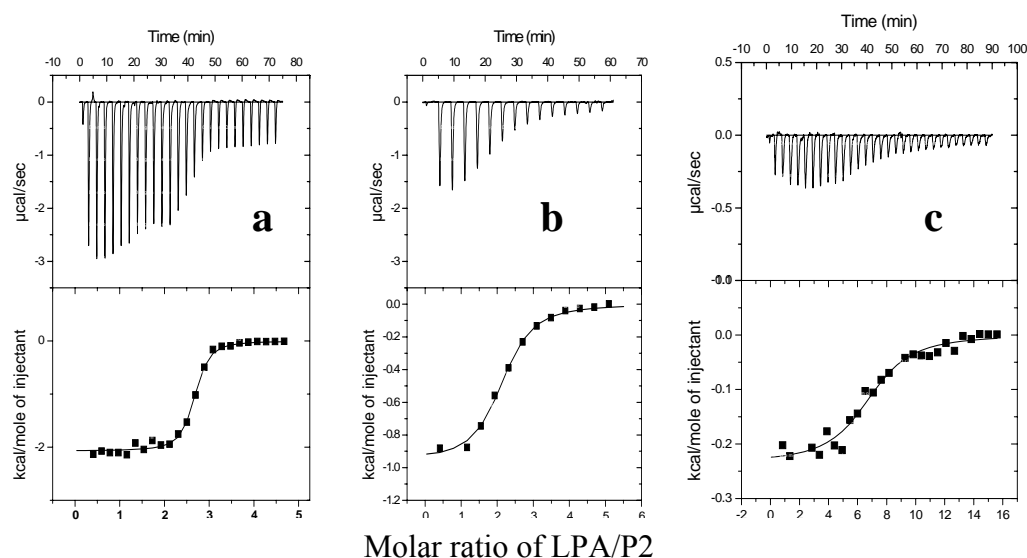 Time (min)
0 10 20 30 40 50 60 70 80
0
-1
-2
-3
µcal/sec
a
0
-2
kcal/mole of injectant
0 1 2 3 4 5
Time (min)
0 10 20 30 40 50 60 70
0
-1
-2
-3
µcal/sec
b
0.0
-0.2
-0.4
-0.6
-0.8
-1.0
-1.2
kcal/mole of injectant
0 1 2 3 4 5 6
Time (min)
-10 0 10 20 30 40 50 60 70 80 90 100
0.5
0.0
-0.5
µcal/sec
c
0.0
-0.1
-0.2
-0.3
kcal/mole of injectant
-2 0 2 4 6 8 10 12 14 16
Molar ratio of LPA/P2